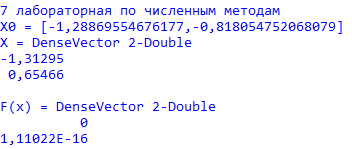 7 лабораторная по численным методам
X0 = [-1,28869554676177,-0,818054752068079]
X = DenseVector 2-Double
-1,31295
 0,65466

F(x) = DenseVector 2-Double
          0
1,11022E-16